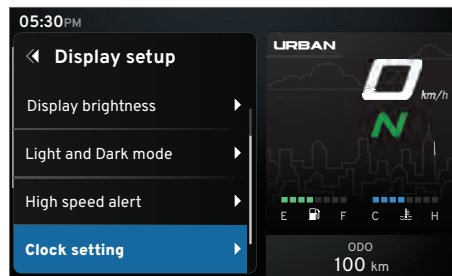 05:30PM
Display setup
Display brightness
Light and Dark mode
High speed alert
Clock setting
URBAN
0 km/h
N
E F C H
ODO
100 km